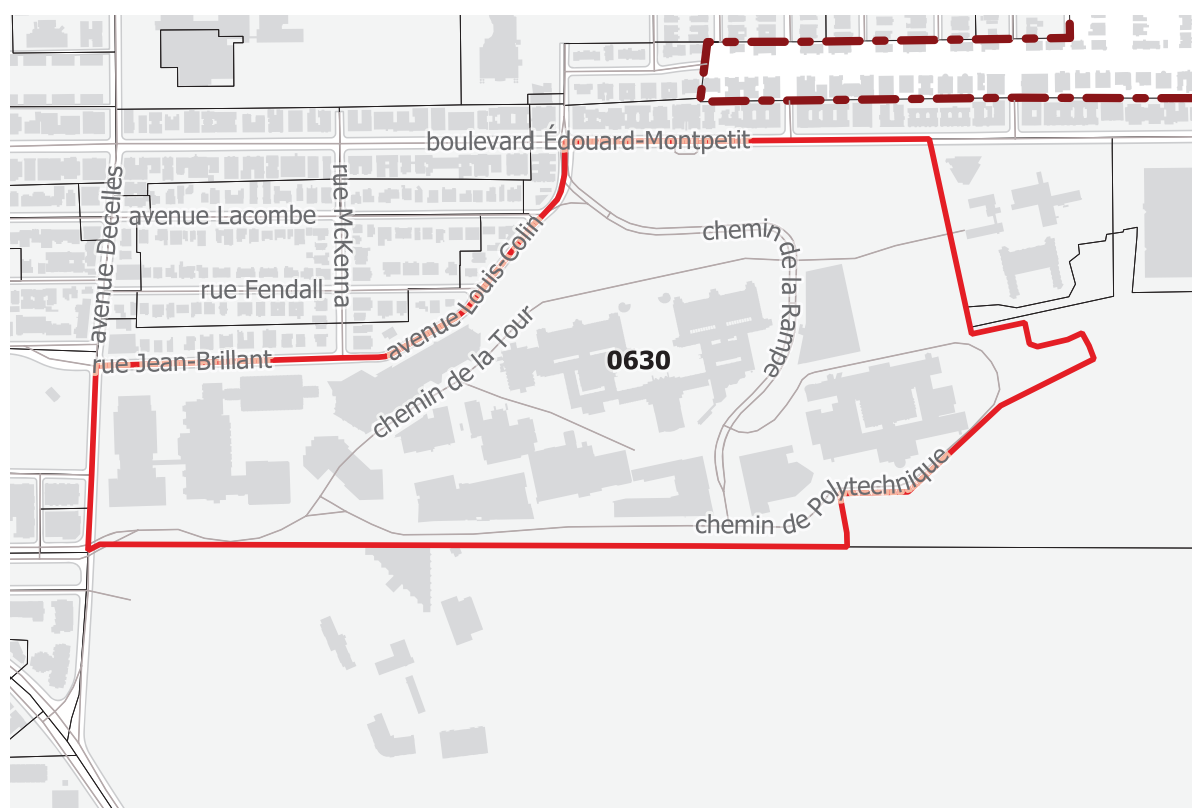 boulevard Édouard-Montpetit
avenue Decelles
rue McKenna
avenue Lacombe
avenue Louis-Colin
chemin de la Rampe
rue Fendall
chemin de la Tour
rue Jean-Brillant
0630
chemin de Polytechnique